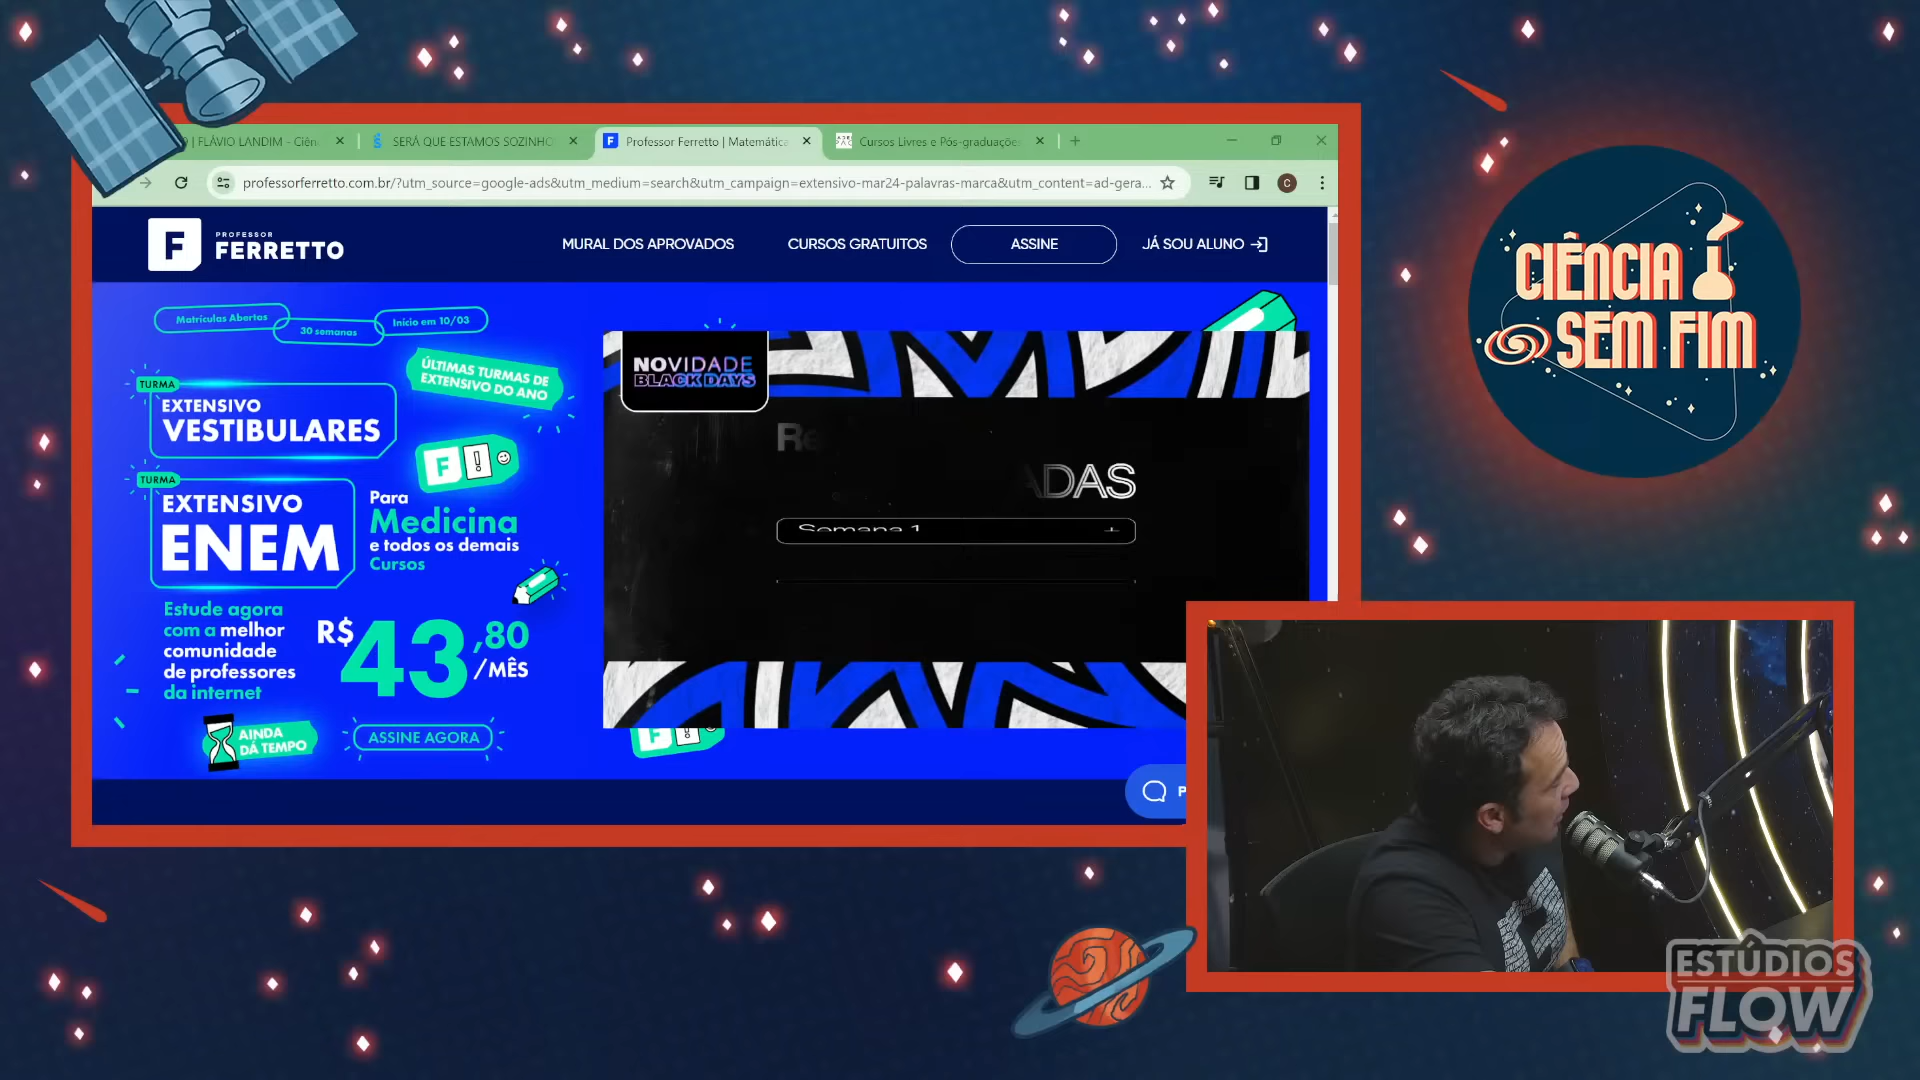 | FLÁVIO LANDIM - Ciên
SERÁ QUE ESTAMOS SOZINHO
Professor Ferretto | Matemática
Cursos Livres e Pós-graduaçõe
professorferretto.com.br/?utm_source=google-ads&utm_medium=search&utm_campaign=extensivo-mar24-palavras-marca&utm_content=ad-gera...
C
F
PROFESSOR
FERRETTO
MURAL DOS APROVADOS
CURSOS GRATUITOS
ASSINE
JÁ SOU ALUNO
Matrículas Abertas
30 semanas
Início em 10/03
ÚLTIMAS TURMAS DE
EXTENSIVO DO ANO
TURMA
EXTENSIVO
VESTIBULARES
F !
TURMA
EXTENSIVO
ENEM
Para
Medicina
e todos os demais
Cursos
Estude agora
com a melhor
comunidade
de professores
da internet
R$43,80
/MÊS
AINDA
DÁ TEMPO
ASSINE AGORA
NOVIDADE
BLACK DAYS
Re
ADAS
Semana 1 +
CIÊNCIA
SEM FIM
ESTÚDIOS
FLOW